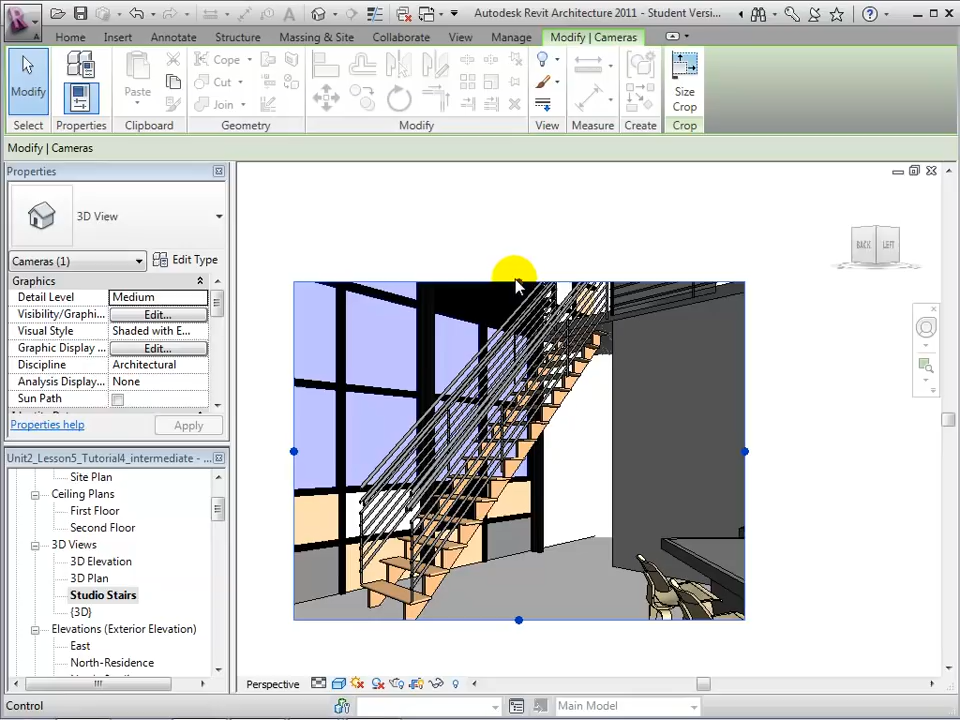 Autodesk Revit Architecture 2011 - Student Versi...
Home Insert Annotate Structure Massing & Site Collaborate View Manage Modify | Cameras
Modify
Paste
Cope
Cut
Join
Size
Crop
Select Properties Clipboard Geometry Modify View Measure Create Crop
Modify | Cameras
Properties
3D View
Cameras (1) Edit Type
Graphics
Detail Level Medium
Visibility/Graphi... Edit...
Visual Style Shaded with E...
Graphic Display ... Edit...
Discipline Architectural
Analysis Display... None
Sun Path
Properties help Apply
Unit2_Lesson5_Tutorial4_intermediate - ...
Site Plan
Ceiling Plans
First Floor
Second Floor
3D Views
3D Elevation
3D Plan
Studio Stairs
{3D}
Elevations (Exterior Elevation)
East
North-Residence
BACK LEFT
Perspective
Control
Main Model